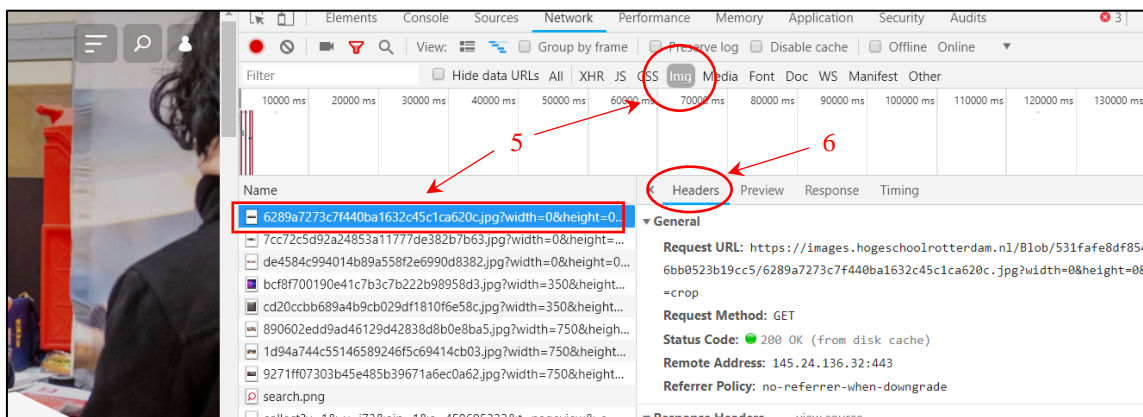 Elements Console Sources Network Performance Memory Application Security Audits 3
View: Group by frame Preserve log Disable cache Offline Online
Filter Hide data URLs All XHR JS CSS Img Media Font Doc WS Manifest Other
10000 ms 20000 ms 30000 ms 40000 ms 50000 ms 60000 ms 70000 ms 80000 ms 90000 ms 100000 ms 110000 ms 120000 ms 130000 ms
5 6
Name
6289a7273c7f440ba1632c45c1ca620c.jpg?width=0&height=0...
7cc72c5d92a24853a11777de382b7b63.jpg?width=0&height=...
de4584c994014b89a558f2e6990d8382.jpg?width=0&height=0...
bcf8f700190e41c7b3c7b222b98958d3.jpg?width=350&height...
cd20ccbb689a4b9cb029df1810f6e58c.jpg?width=350&height...
890602edd9ad46129d42838d8b0e8ba5.jpg?width=750&heigh...
1d94a744c55146589246f5c69414cb03.jpg?width=750&height...
9271ff07303b45e485b39671a6ec0a62.jpg?width=750&height...
search.png
× Headers Preview Response Timing
General
Request URL: https://images.hogeschoolrotterdam.nl/Blob/531fafe8df854
6bb0523b19cc5/6289a7273c7f440ba1632c45c1ca620c.jpg?width=0&height=0&
=crop
Request Method: GET
Status Code: 200 OK (from disk cache)
Remote Address: 145.24.136.32:443
Referrer Policy: no-referrer-when-downgrade
Response Headers view source